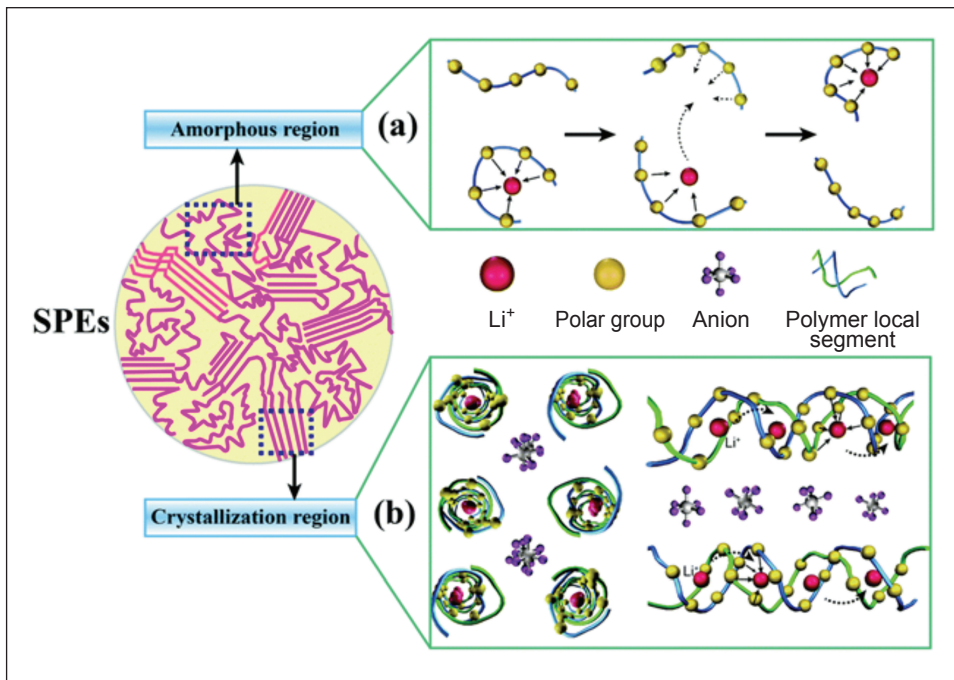 Amorphous region
(a)
Li⁺
Polar group
Anion
Polymer local
segment
SPEs
Li⁺
Li⁺
Crystallization region
(b)